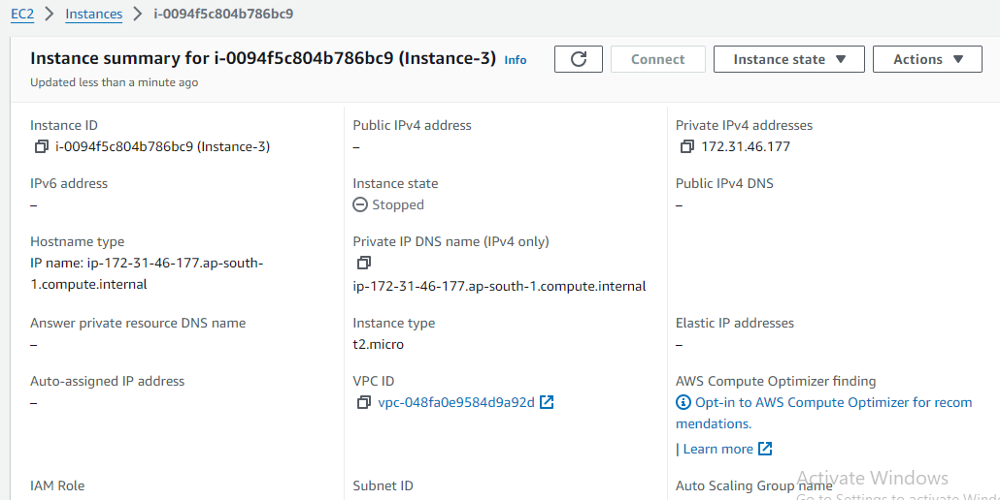 EC2 > Instances > i-0094f5c804b786bc9
Instance summary for i-0094f5c804b786bc9 (Instance-3) Info
Connect
Instance state ▼
Actions ▼
Updated less than a minute ago
Instance ID
i-0094f5c804b786bc9 (Instance-3)
Public IPv4 address
–
Private IPv4 addresses
172.31.46.177
IPv6 address
–
Instance state
Stopped
Public IPv4 DNS
–
Hostname type
IP name: ip-172-31-46-177.ap-south-
1.compute.internal
Private IP DNS name (IPv4 only)
ip-172-31-46-177.ap-south-1.compute.internal
Answer private resource DNS name
–
Instance type
t2.micro
Elastic IP addresses
–
Auto-assigned IP address
–
VPC ID
vpc-048fa0e9584d9a92d
AWS Compute Optimizer finding
Opt-in to AWS Compute Optimizer for recom
mendations.
| Learn more
IAM Role
Subnet ID
Auto Scaling Group name
Activate Windows
Go to Settings to activate Wind